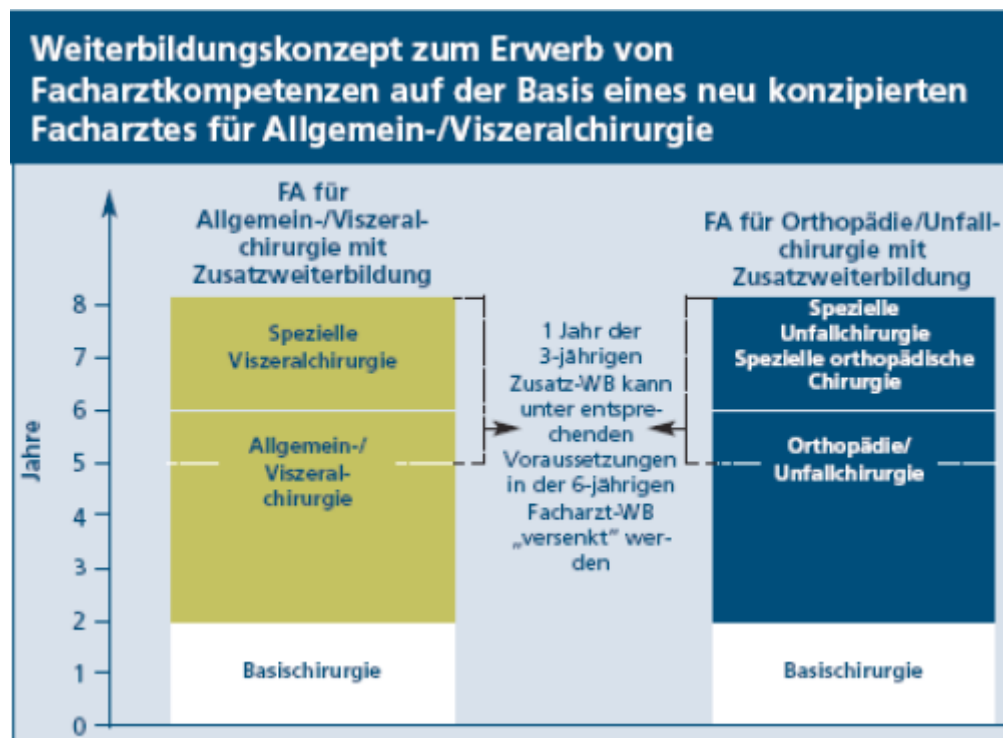 Weiterbildungskonzept zum Erwerb von
Facharztkompetenzen auf der Basis eines neu konzipierten
Facharztes für Allgemein-/Viszeralchirurgie
FA für
Allgemein-/Viszeral-
chirurgie mit
Zusatzweiterbildung
FA für Orthopädie/Unfall-
chirurgie mit
Zusatzweiterbildung
Jahre
8
7
6
5
4
3
2
1
0
Spezielle
Viszeralchirurgie
Allgemein-/
Viszeral-
chirurgie
Basischirurgie
1 Jahr der
3-jährigen
Zusatz-WB kann
unter entspre-
chenden
Voraussetzungen
in der 6-jährigen
Facharzt-WB
„versenkt" wer-
den
Spezielle
Unfallchirurgie
Spezielle orthopädische
Chirurgie
Orthopädie/
Unfallchirurgie
Basischirurgie